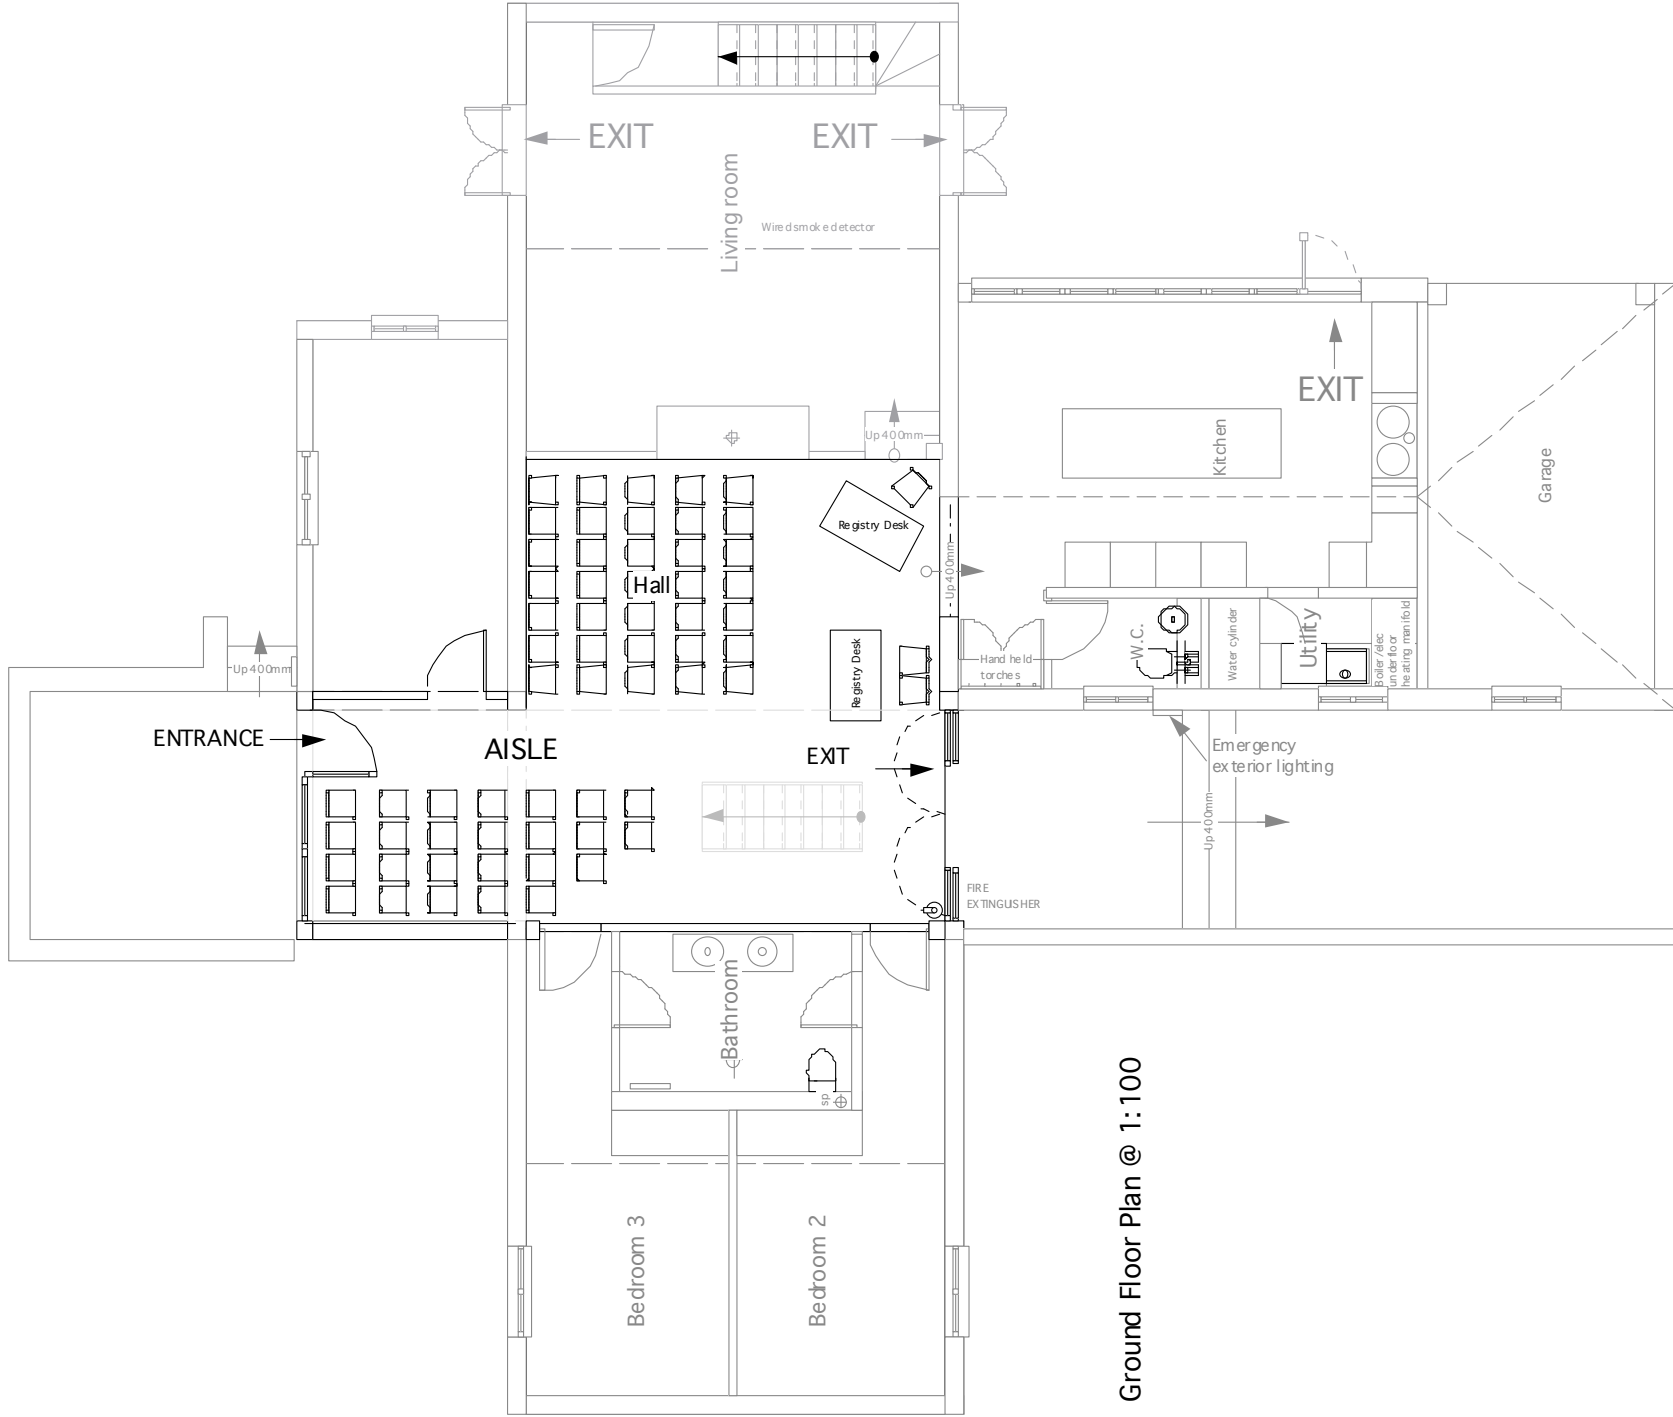 EXIT
EXIT
Living room
Wired smoke detector
EXIT
Up 400mm
Kitchen
Garage
Registry Desk
Hall
Up 400mm
Registry Desk
Hand held
torches
W.C.
Water cylinder
Utility
Boiler/elec
underfloor
heating manifold
Up 400mm
ENTRANCE
AISLE
EXIT
Emergency
exterior lighting
Up 400mm
FIRE
EXTINGUISHER
Bathroom
sp
Bedroom 3
Bedroom 2
Ground Floor Plan @ 1:100